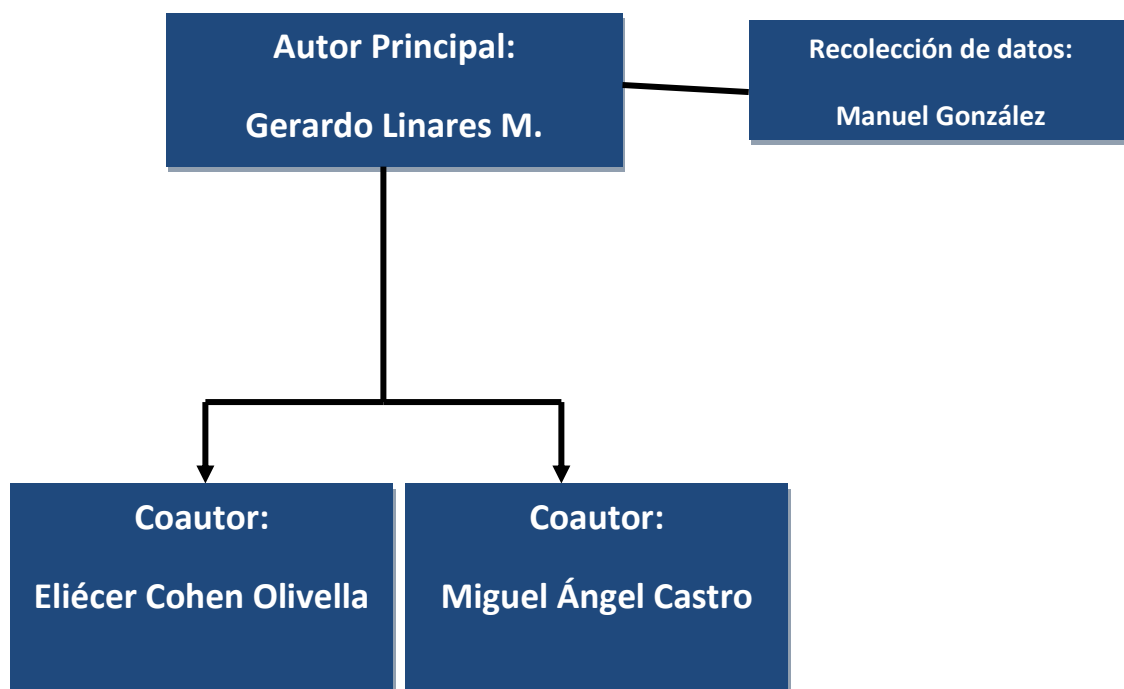 Autor Principal:
Gerardo Linares M.
Recolección de datos:
Manuel González
Coautor:
Eliécer Cohen Olivella
Coautor:
Miguel Ángel Castro